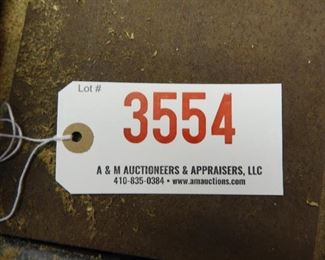 Lot #
3554
A & M AUCTIONEERS & APPRAISERS, LLC
410-835-0384 • www.amauctions.com